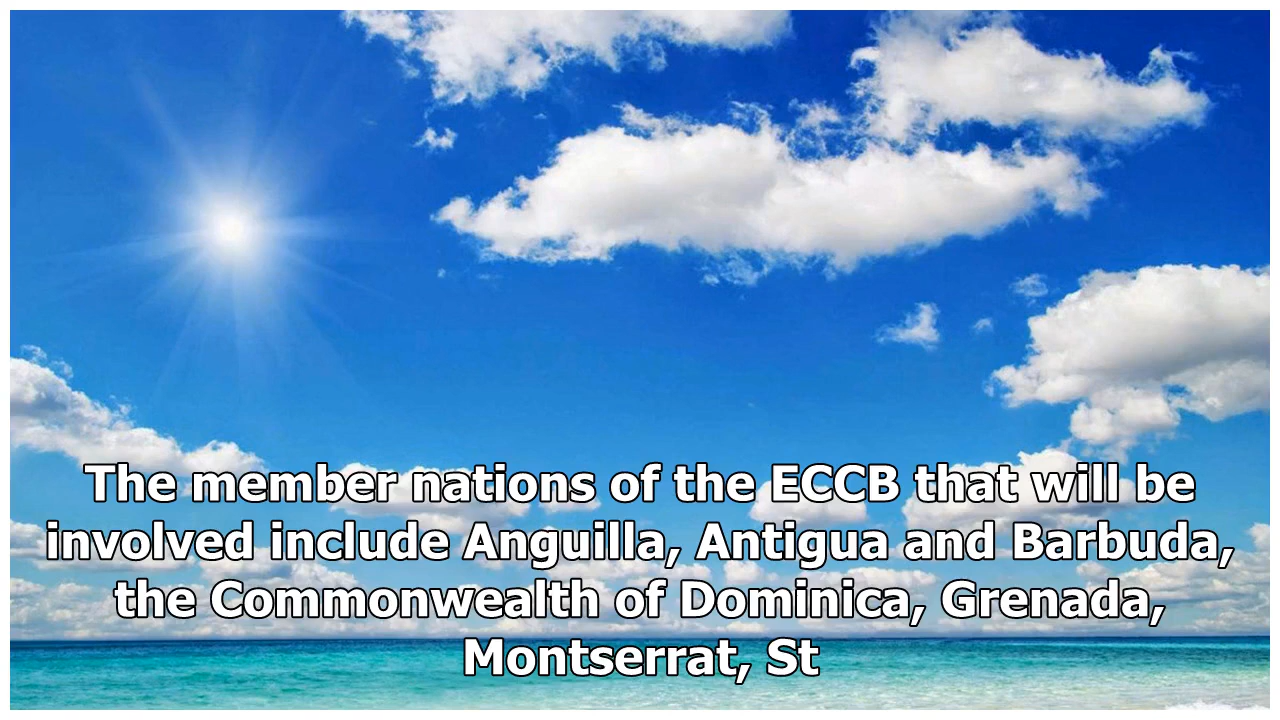 The member nations of the ECCB that will be
involved include Anguilla, Antigua and Barbuda,
the Commonwealth of Dominica, Grenada,
Montserrat, St